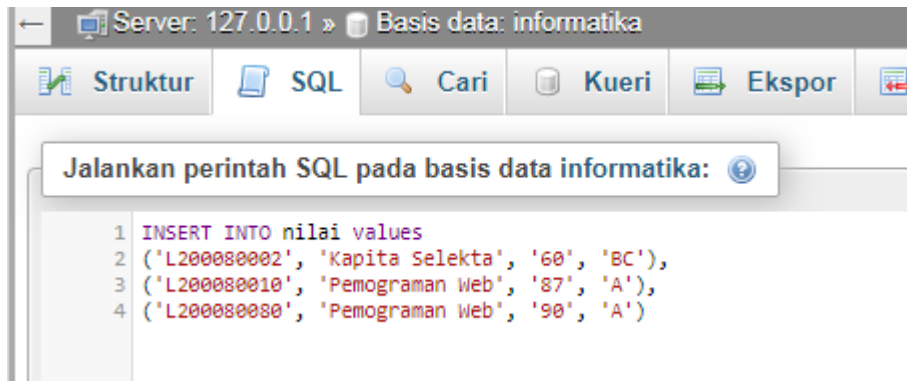 ← Server: 127.0.0.1 » Basis data: informatika
Struktur SQL Cari Kueri Ekspor
Jalankan perintah SQL pada basis data informatika:
1 INSERT INTO nilai values
2 ('L200080002', 'Kapita Selekta', '60', 'BC'),
3 ('L200080010', 'Pemograman Web', '87', 'A'),
4 ('L200080080', 'Pemograman Web', '90', 'A')